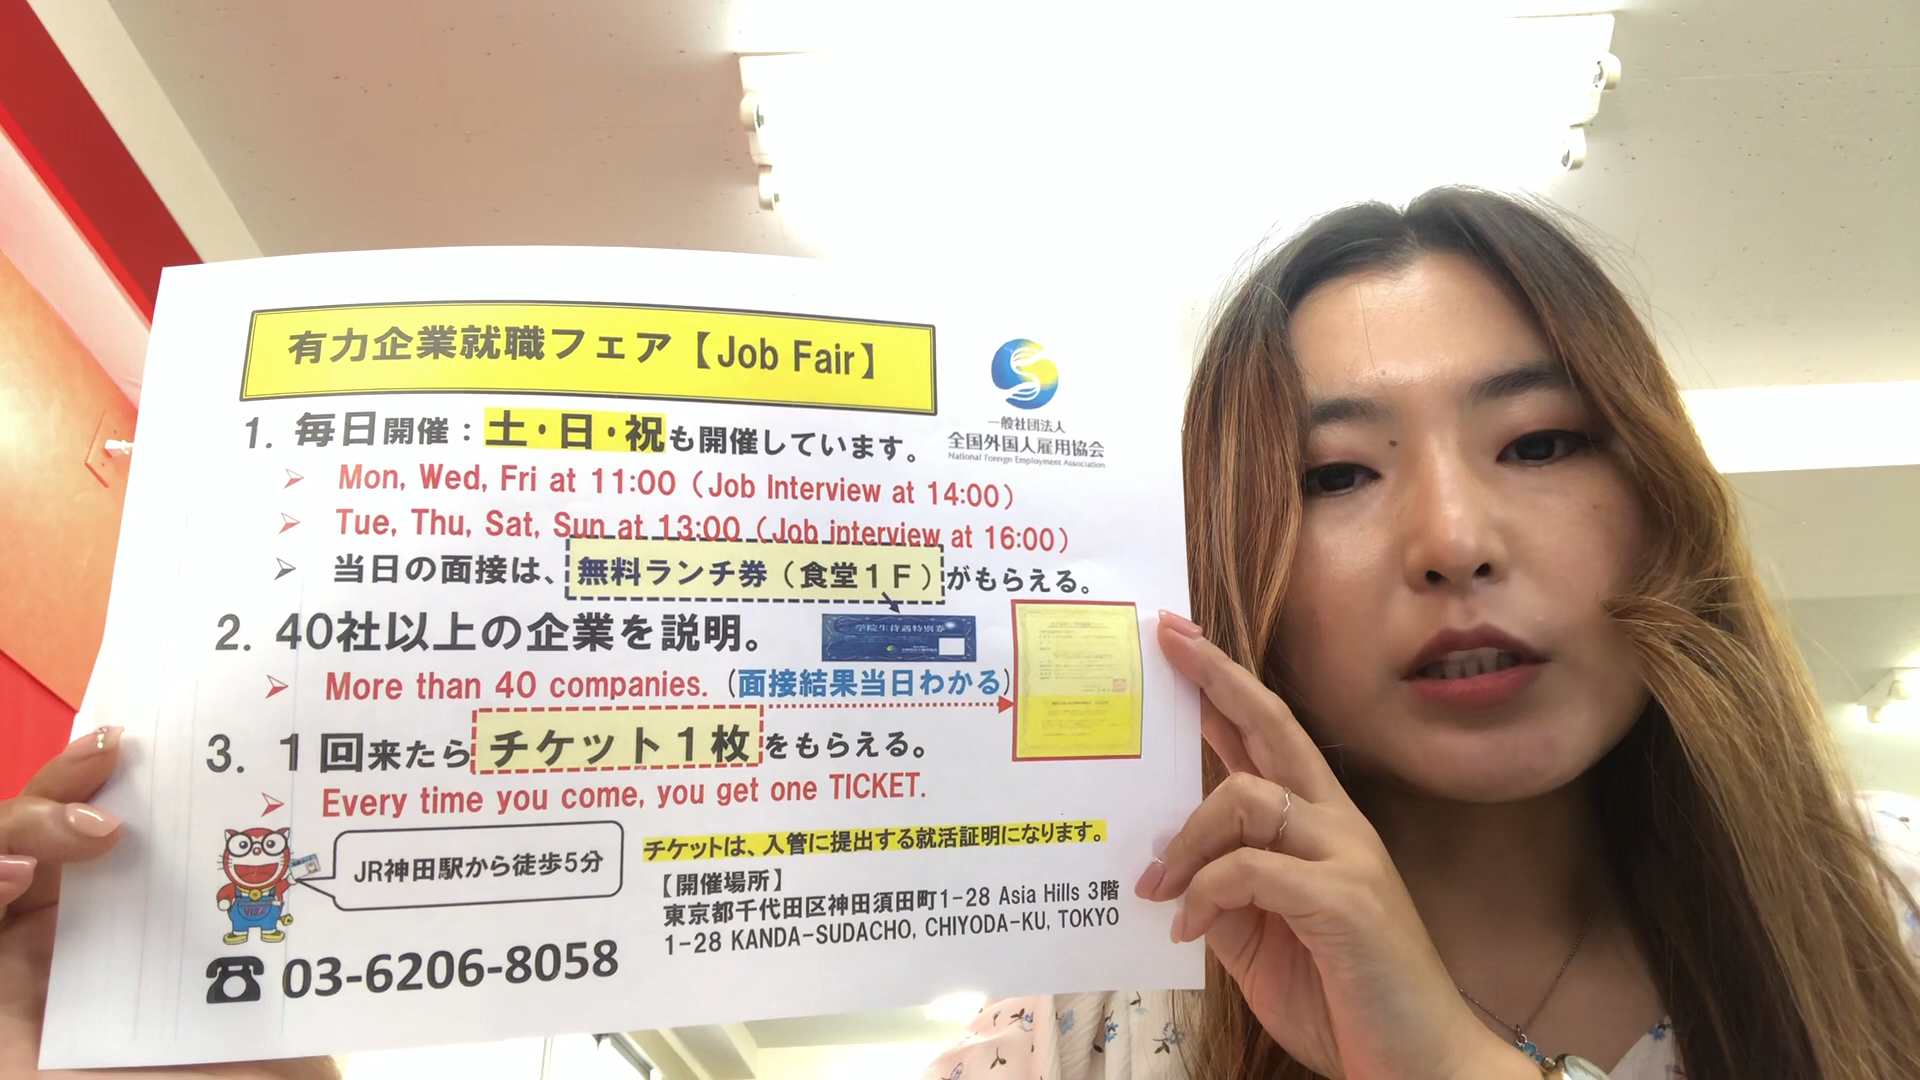 有力企業就職フェア【Job Fair】
一般社団法人
全国外国人雇用協会
National Foreign Employment Association
1. 毎日開催：土・日・祝も開催しています。
Mon, Wed, Fri at 11:00（Job Interview at 14:00）
Tue, Thu, Sat, Sun at 13:00（Job interview at 16:00）
当日の面接は、無料ランチ券（食堂１Ｆ）がもらえる。
2. 40社以上の企業を説明。
学院生待遇特別券
More than 40 companies.（面接結果当日わかる）
3. 1回来たらチケット１枚をもらえる。
Every time you come, you get one TICKET.
JR神田駅から徒歩5分
VISA
チケットは、入管に提出する就活証明になります。
【開催場所】
東京都千代田区神田須田町1-28 Asia Hills 3階
1-28 KANDA-SUDACHO, CHIYODA-KU, TOKYO
☎ 03-6206-8058